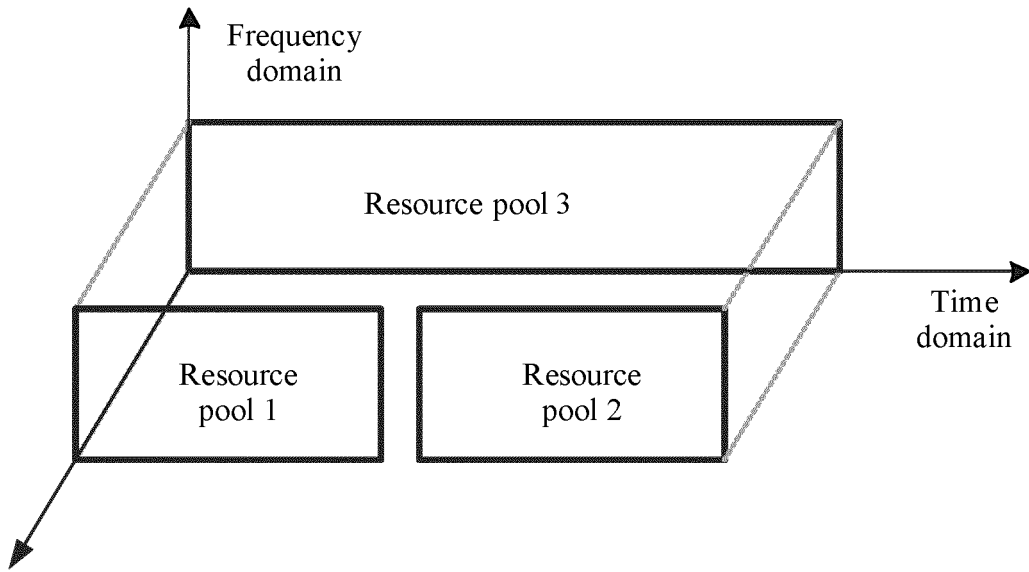 Frequency
domain
Resource pool 3
Time
domain
Resource
pool 1
Resource
pool 2